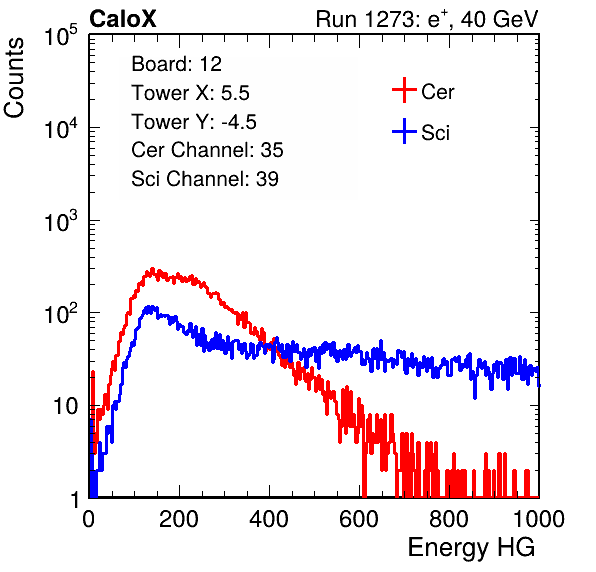 CaloX Run 1273: e⁺, 40 GeV
Counts
Board: 12
Tower X: 5.5
Tower Y: -4.5
Cer Channel: 35
Sci Channel: 39
Cer
Sci
10⁵
10⁴
10³
10²
10
1
0 200 400 600 800 1000
Energy HG